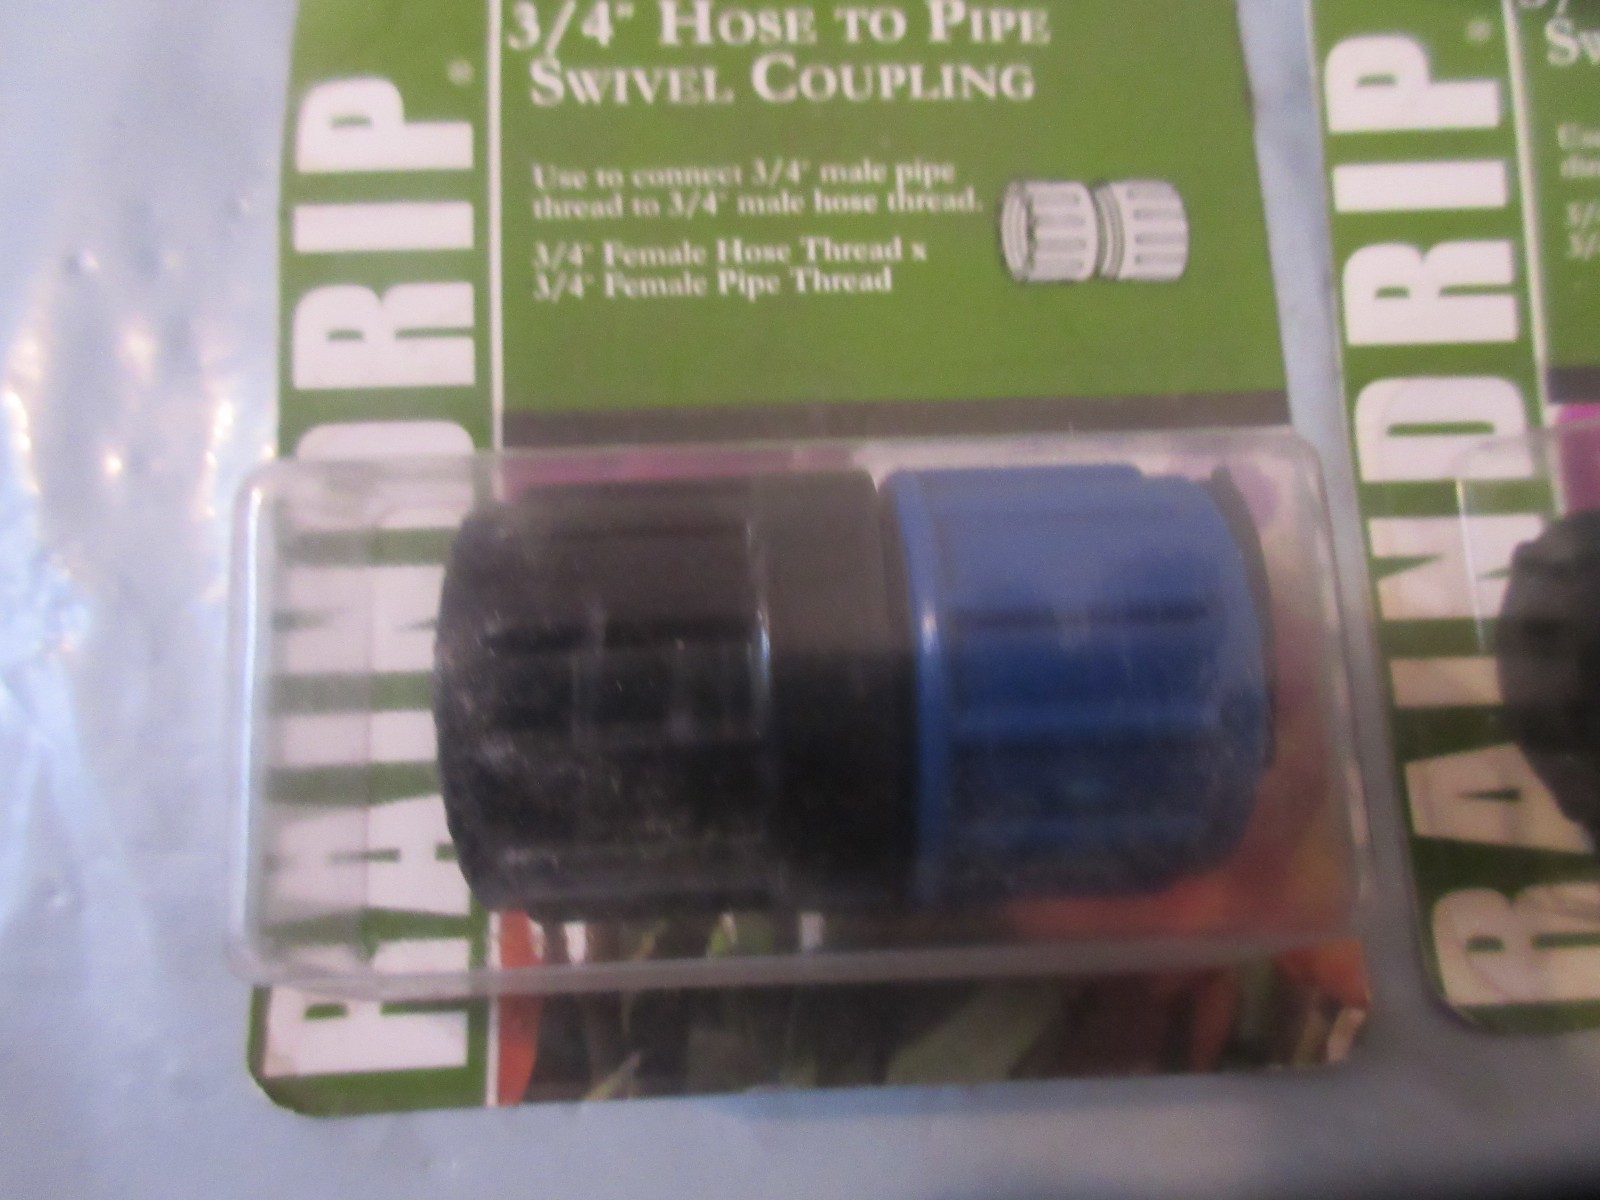 RAINDRIP®
3/4" HOSE TO PIPE
SWIVEL COUPLING
Use to connect 3/4" male pipe
thread to 3/4" male hose thread.
3/4" Female Hose Thread x
3/4" Female Pipe Thread
RAINDRIP®